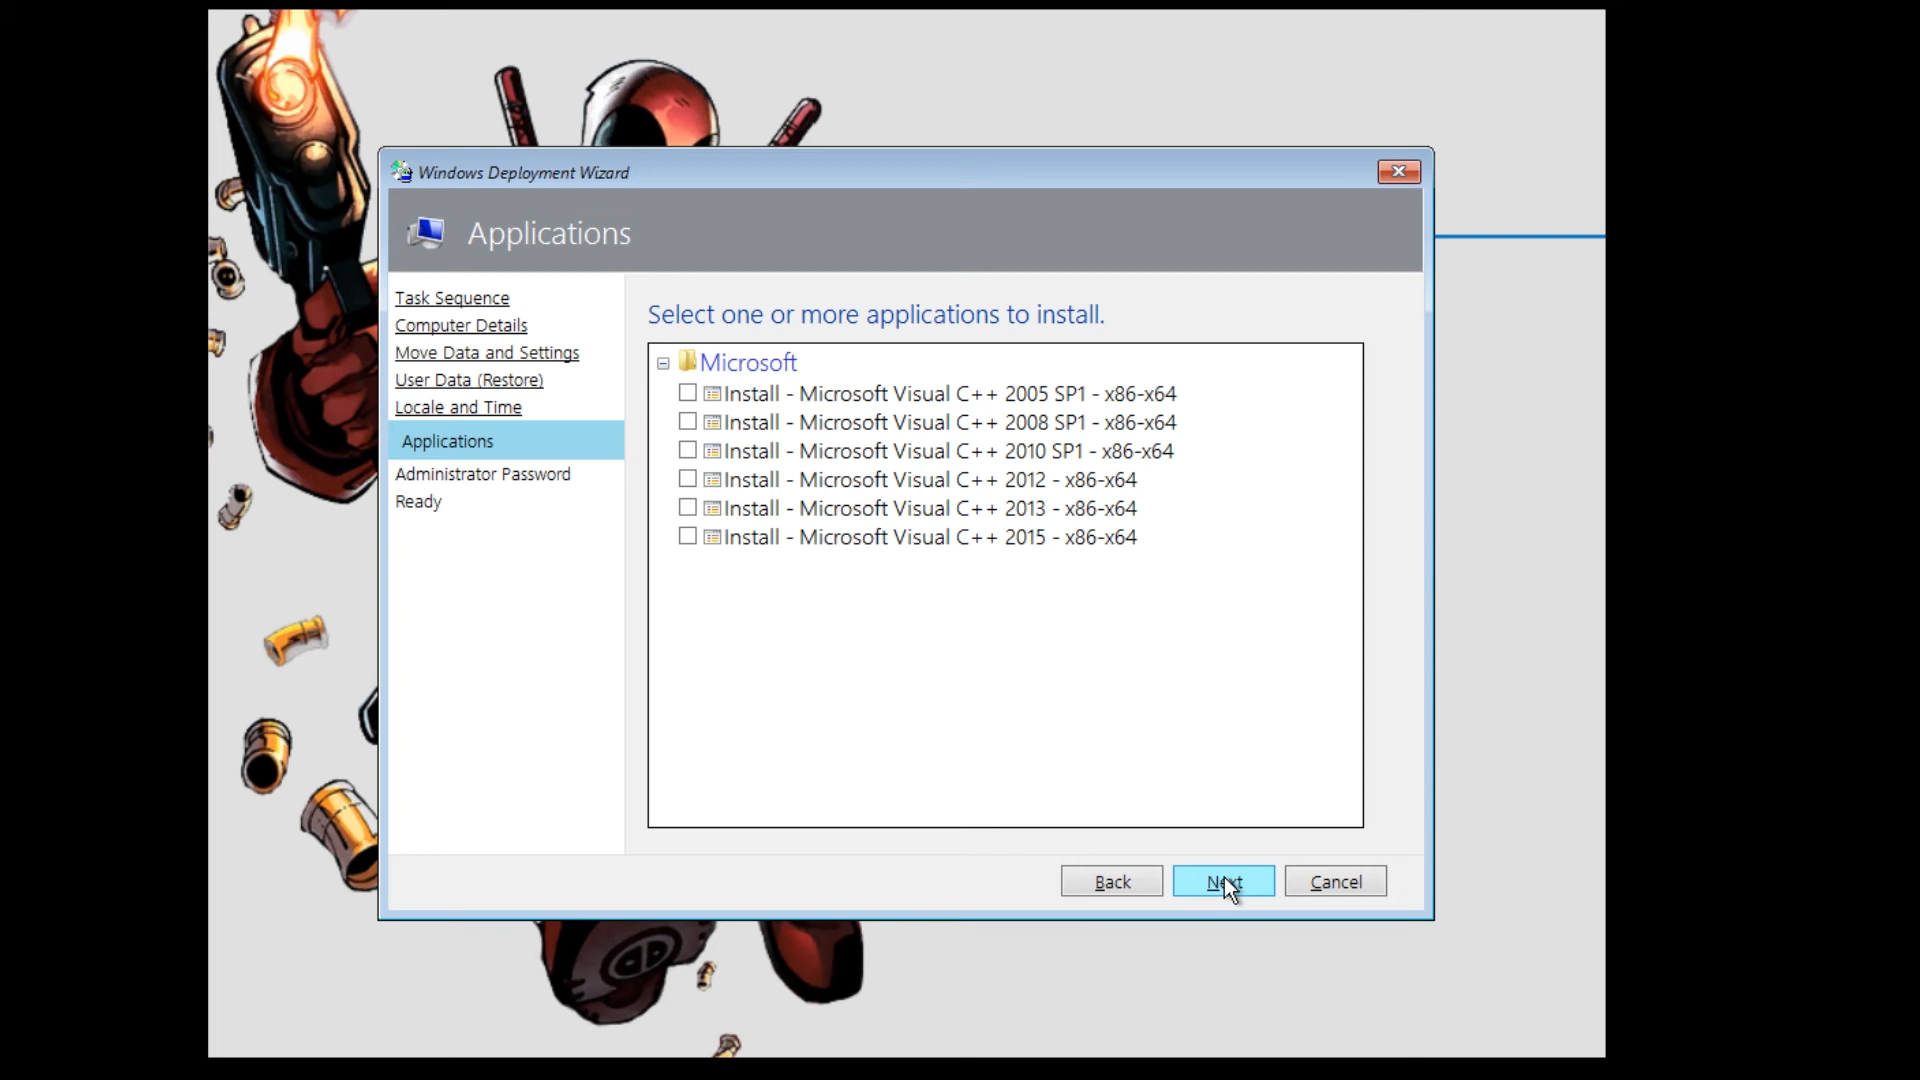 Windows Deployment Wizard
Applications
Task Sequence
Computer Details
Move Data and Settings
User Data (Restore)
Locale and Time
Applications
Administrator Password
Ready
Select one or more applications to install.
Microsoft
Install - Microsoft Visual C++ 2005 SP1 - x86-x64
Install - Microsoft Visual C++ 2008 SP1 - x86-x64
Install - Microsoft Visual C++ 2010 SP1 - x86-x64
Install - Microsoft Visual C++ 2012 - x86-x64
Install - Microsoft Visual C++ 2013 - x86-x64
Install - Microsoft Visual C++ 2015 - x86-x64
Back
Next
Cancel